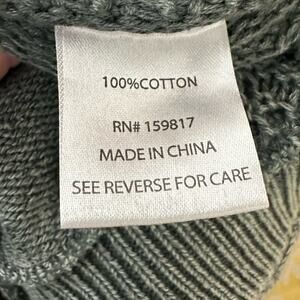 100%COTTON
RN# 159817
MADE IN CHINA
SEE REVERSE FOR CARE